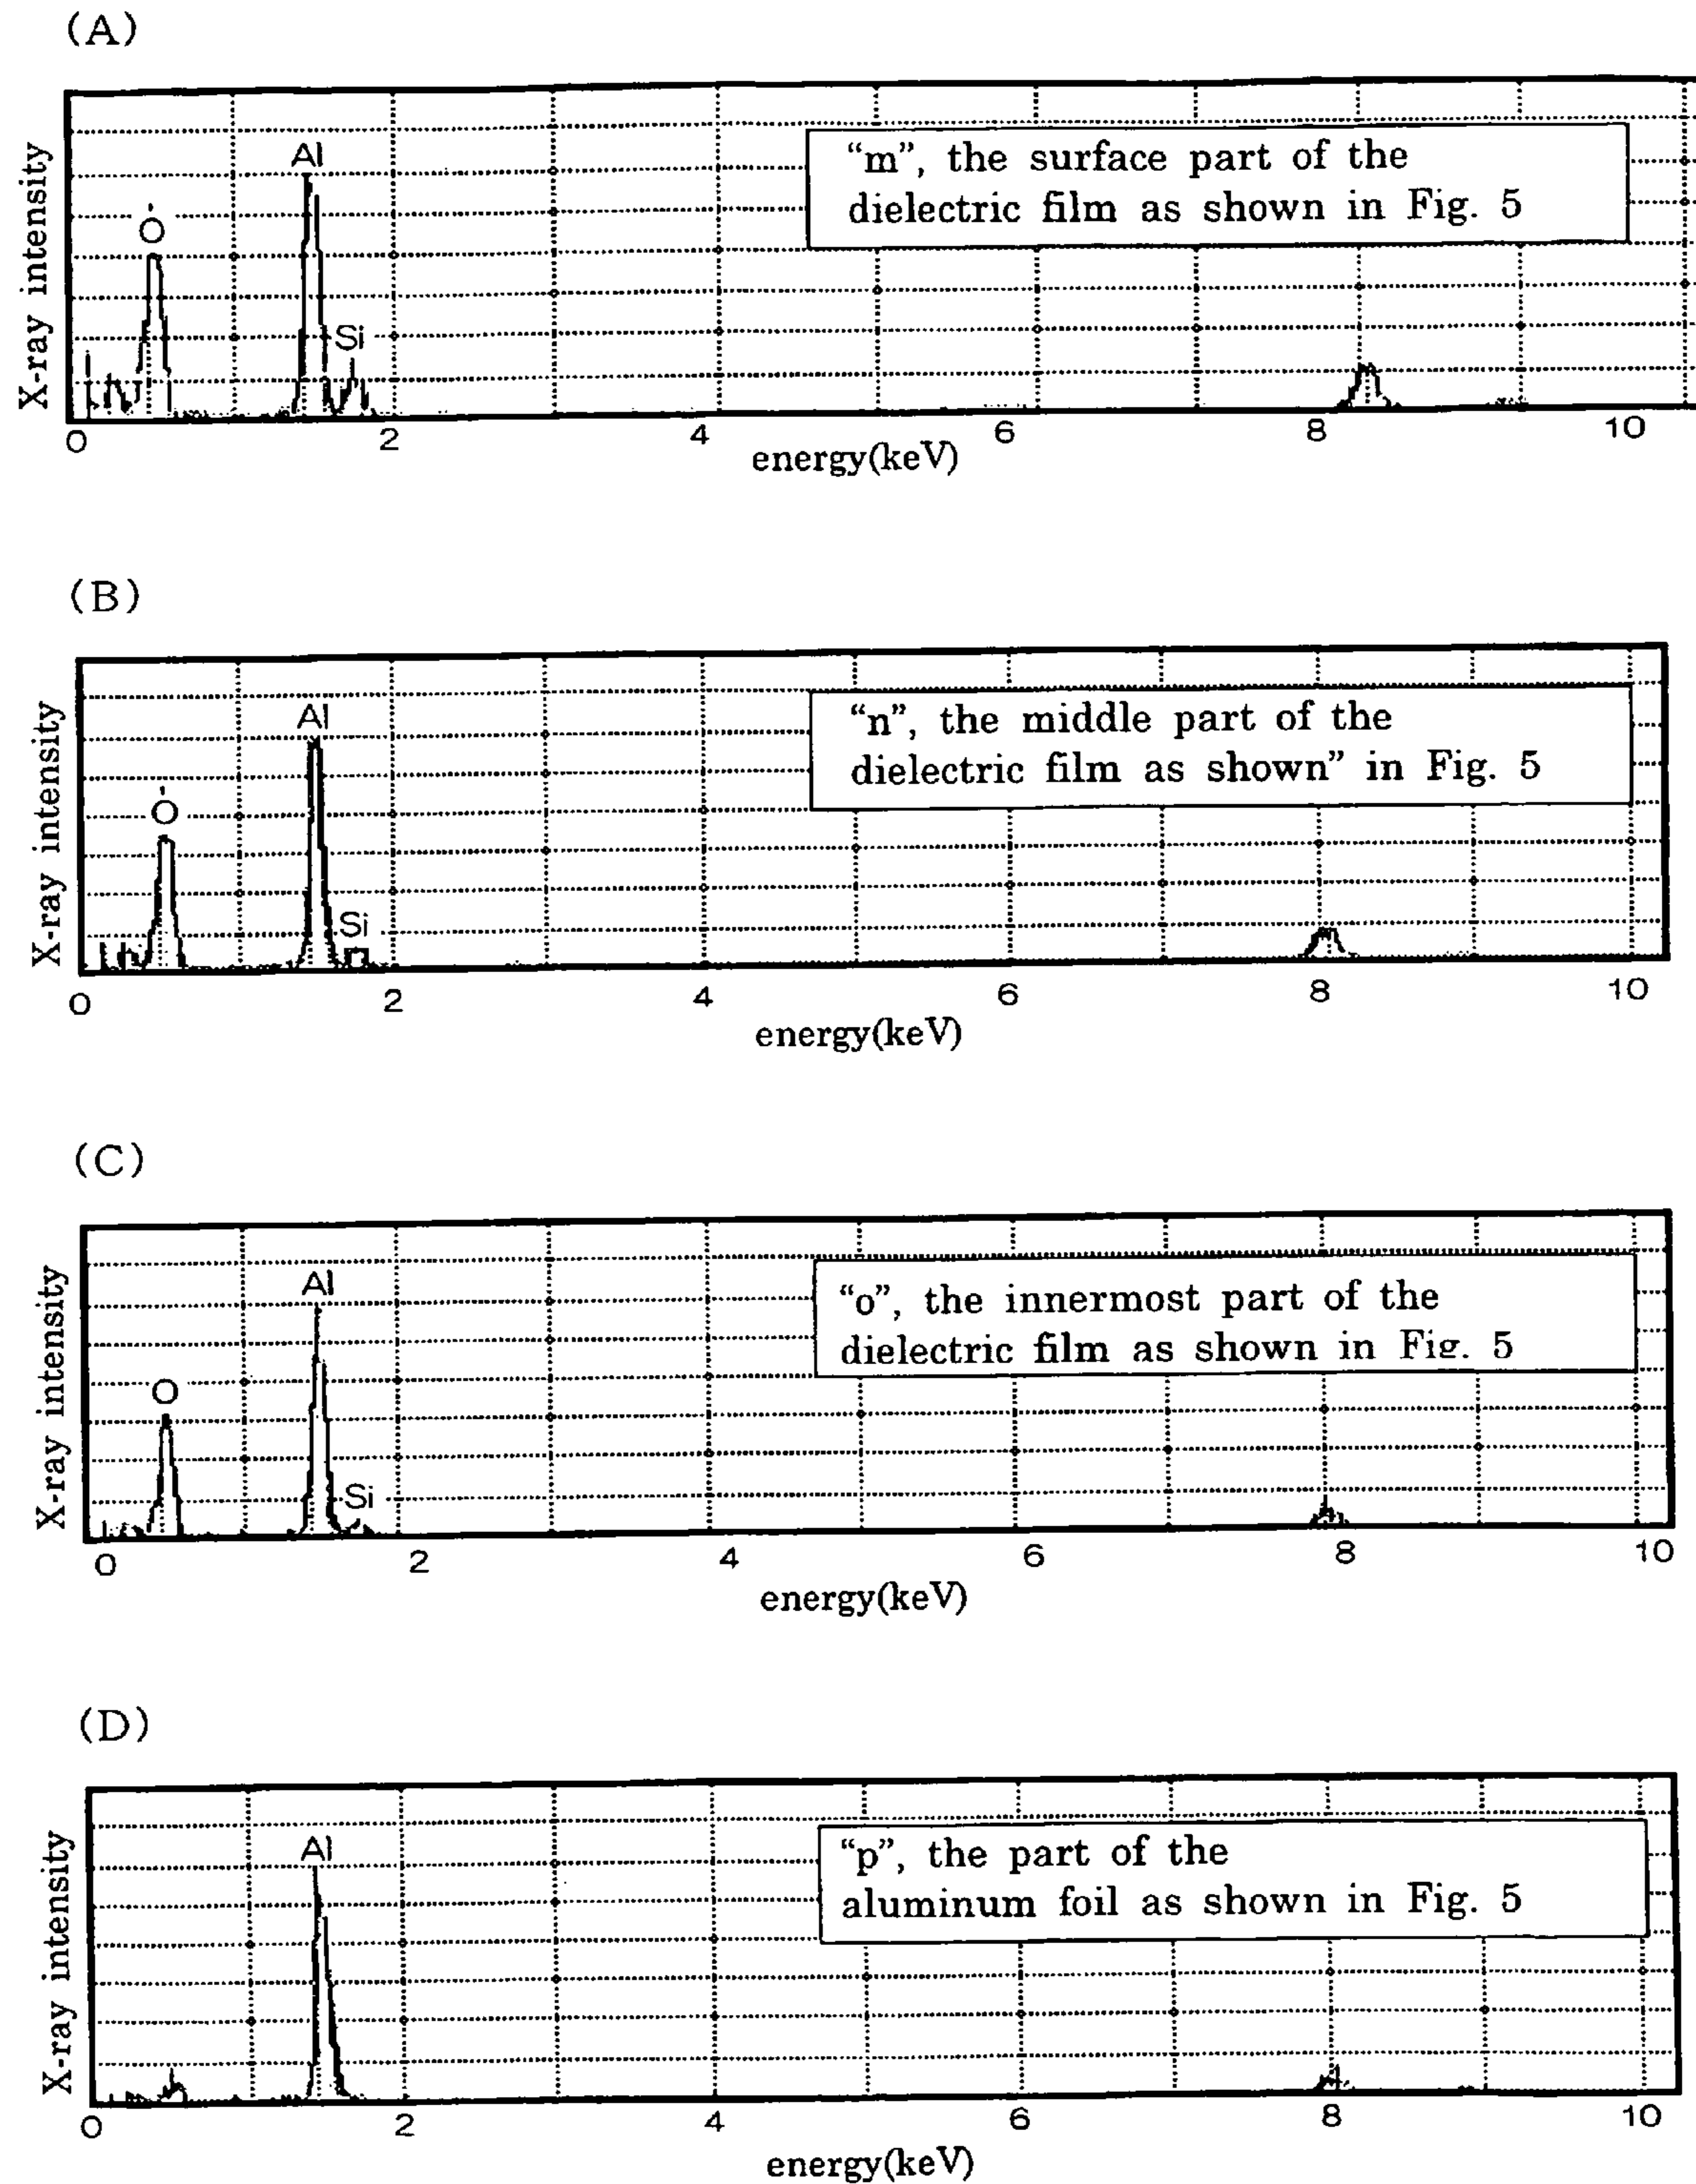 (A)
X-ray intensity
O
Al
Si
"m", the surface part of the
dielectric film as shown in Fig. 5
0 2 4 6 8 10
energy(keV)
(B)
X-ray intensity
O
Al
Si
"n", the middle part of the
dielectric film as shown" in Fig. 5
0 2 4 6 8 10
energy(keV)
(C)
X-ray intensity
O
Al
Si
"o", the innermost part of the
dielectric film as shown in Fig. 5
0 2 4 6 8 10
energy(keV)
(D)
X-ray intensity
Al
"p", the part of the
aluminum foil as shown in Fig. 5
0 2 4 6 8 10
energy(keV)